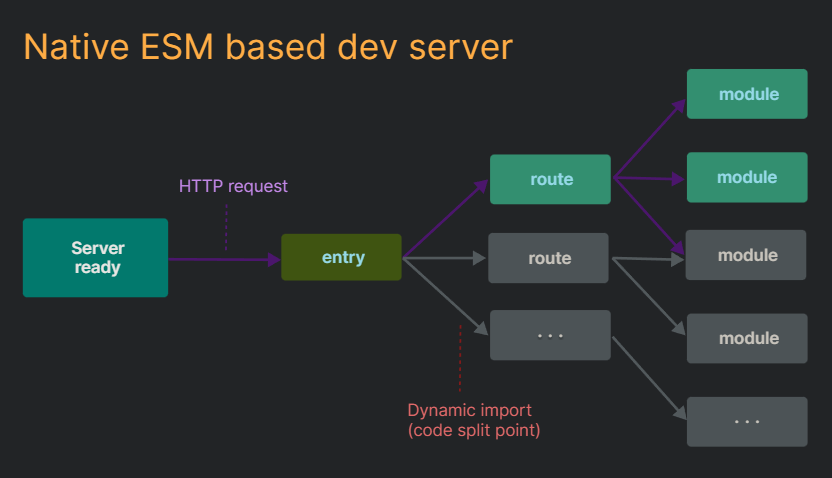 Native ESM based dev server
HTTP request
Server
ready
entry
route
route
...
module
module
module
module
...
Dynamic import
(code split point)